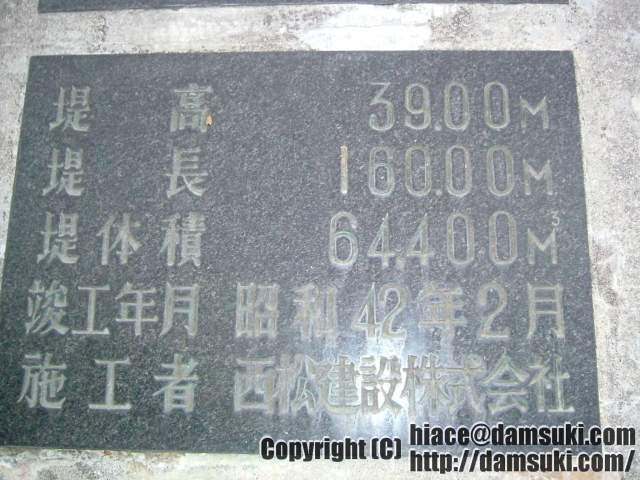 堤高 39.00M
堤長 160.00M
堤体積 64.400M³
竣工年月 昭和42年2月
施工者 西松建設株式会社
Copyright (C) hiace@damsuki.com
http://damsuki.com/